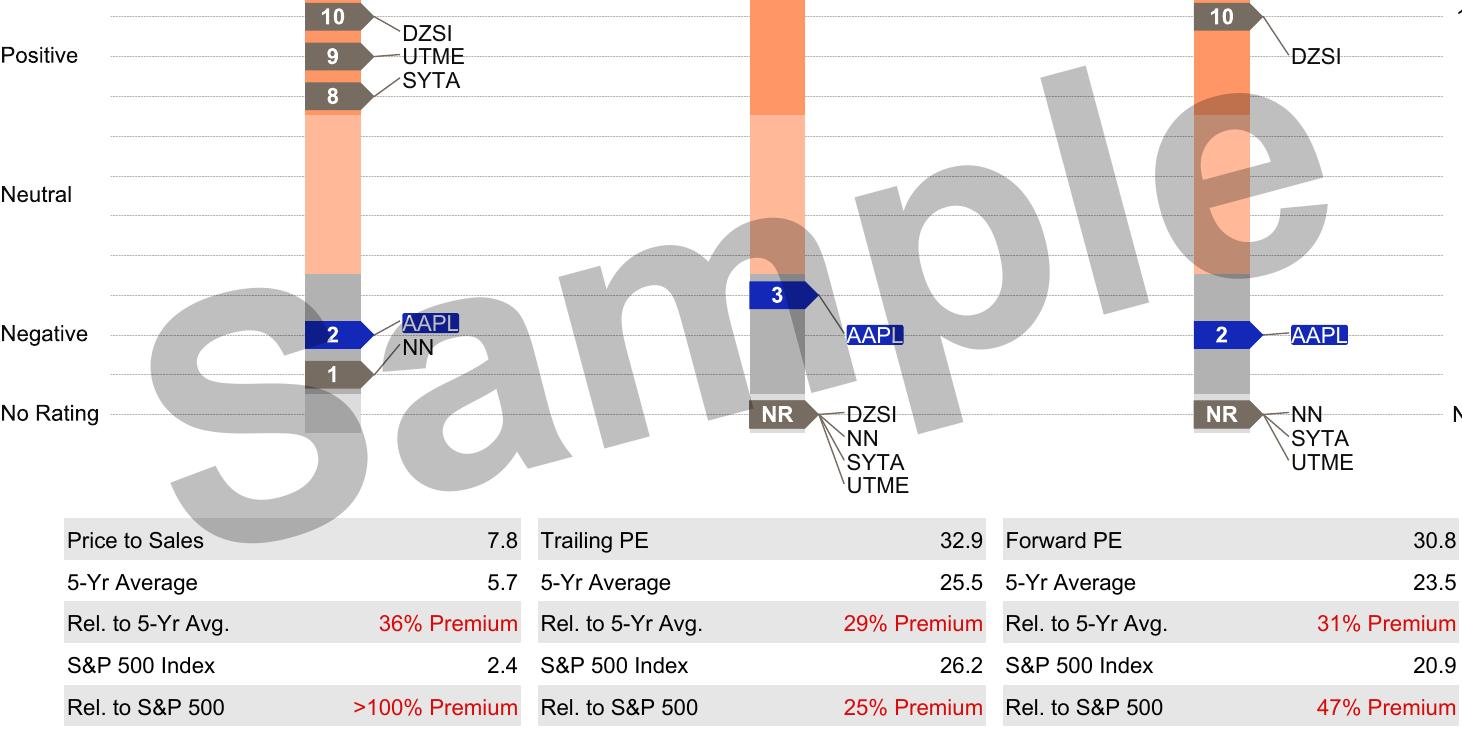 10
DZSI
Positive
9
UTME
SYTA
8
10
DZSI
Neutral
Negative
2
AAPL
NN
1
3
AAPL
2
AAPL
No Rating
NR
DZSI
NN
SYTA
UTME
NR
NN
SYTA
UTME
Sample
Price to Sales 7.8
5-Yr Average 5.7
Rel. to 5-Yr Avg. 36% Premium
S&P 500 Index 2.4
Rel. to S&P 500 >100% Premium
Trailing PE 32.9
5-Yr Average 25.5
Rel. to 5-Yr Avg. 29% Premium
S&P 500 Index 26.2
Rel. to S&P 500 25% Premium
Forward PE 30.8
5-Yr Average 23.5
Rel. to 5-Yr Avg. 31% Premium
S&P 500 Index 20.9
Rel. to S&P 500 47% Premium